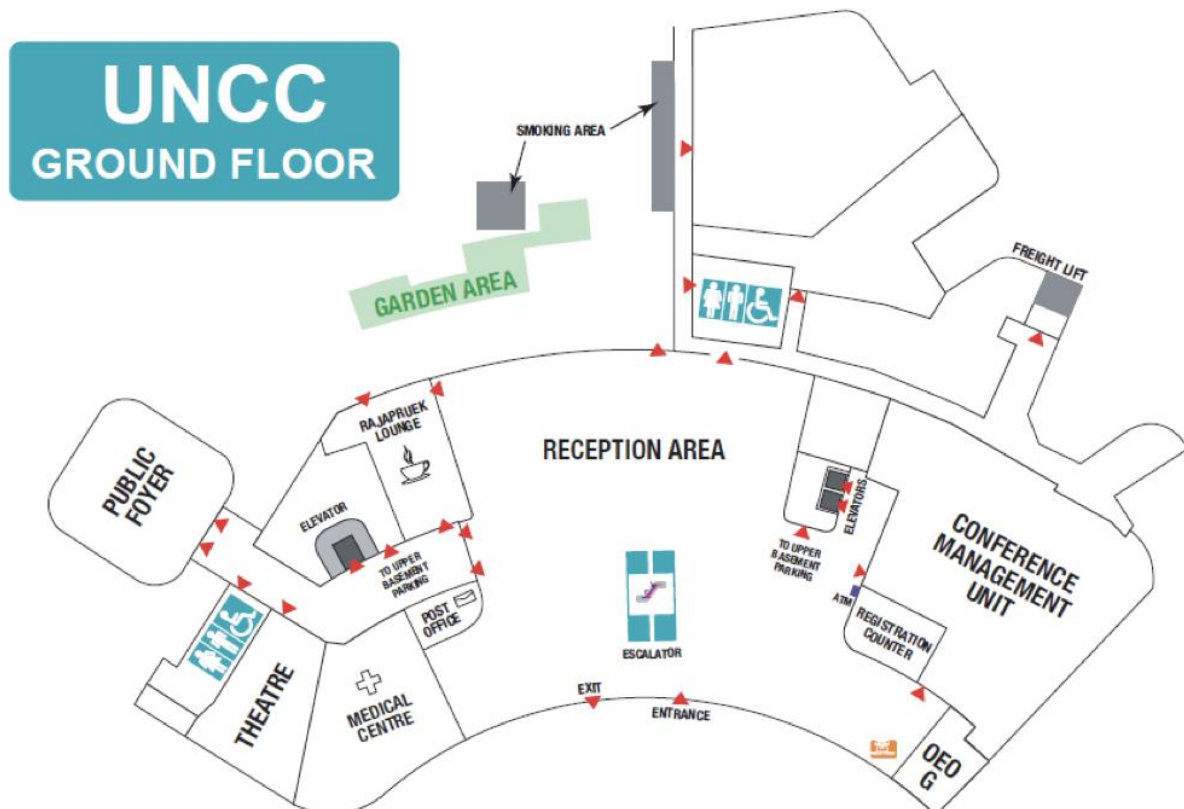 UNCC
GROUND FLOOR
SMOKING AREA
GARDEN AREA
FREIGHT LIFT
RAJAPRUEK
LOUNGE
RECEPTION AREA
PUBLIC
FOYER
ELEVATOR
TO UPPER
BASEMENT
PARKING
ELEVATORS
TO UPPER
BASEMENT
PARKING
CONFERENCE
MANAGEMENT
UNIT
ATM
REGISTRATION
COUNTER
POST
OFFICE
ESCALATOR
THEATRE
MEDICAL
CENTRE
EXIT
ENTRANCE
OEO
G